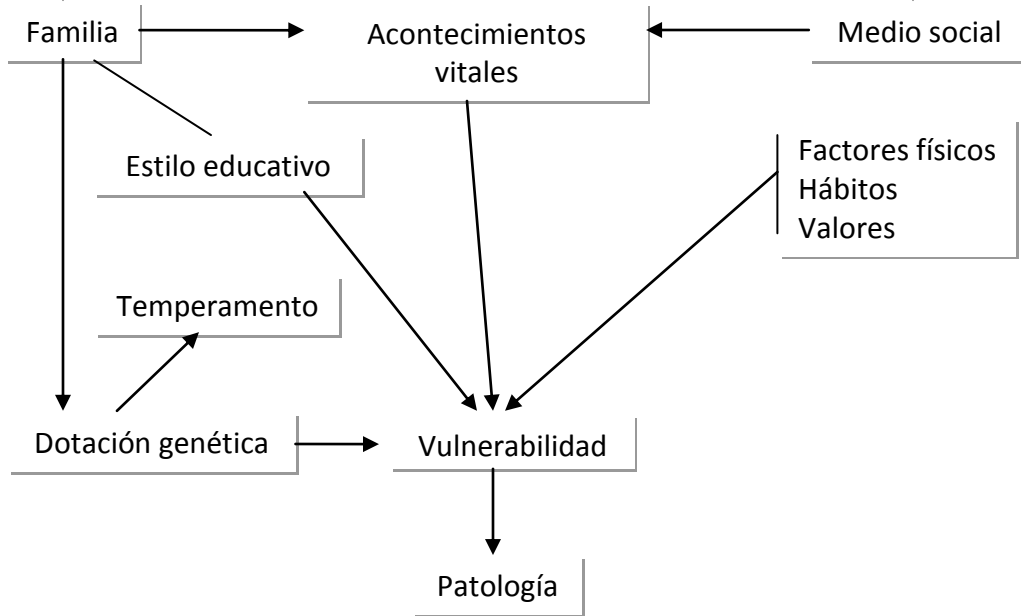 Familia
Acontecimientos
vitales
Medio social
Estilo educativo
Factores físicos
Hábitos
Valores
Temperamento
Dotación genética
Vulnerabilidad
Patología